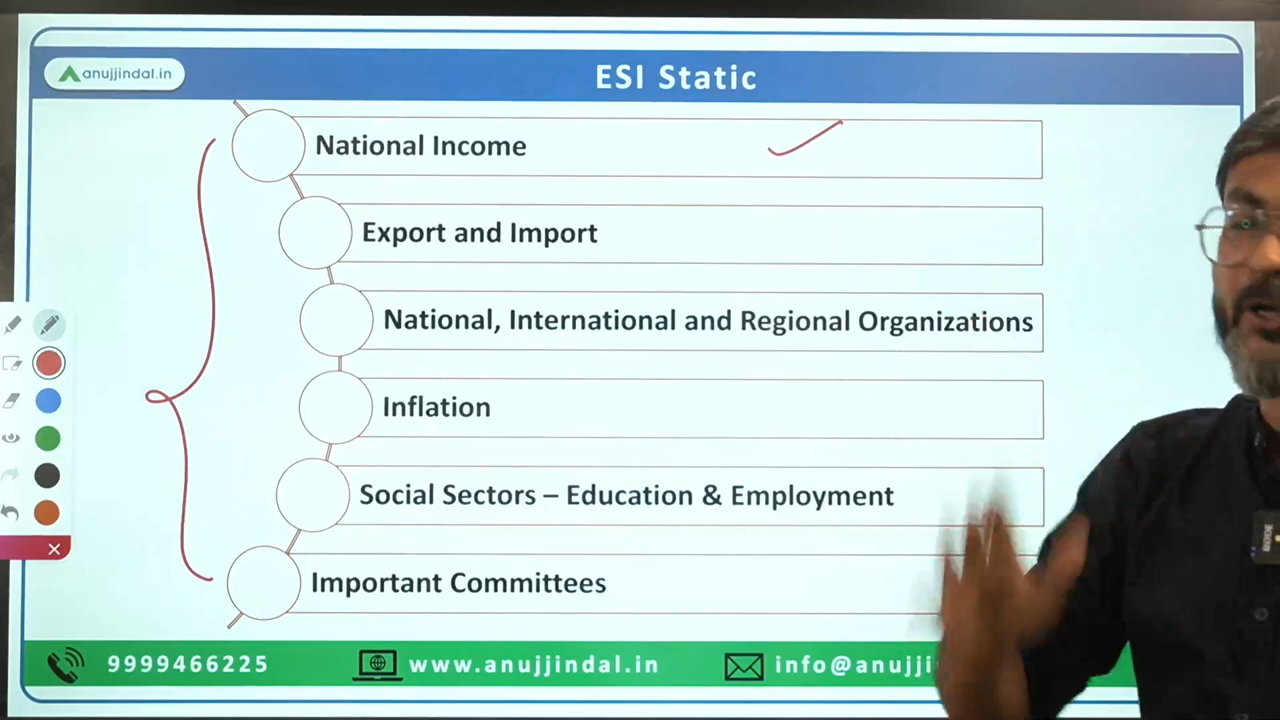 anujjindal.in
ESI Static
National Income
Export and Import
National, International and Regional Organizations
Inflation
Social Sectors – Education & Employment
Important Committees
9999466225
www.anujjindal.in
info@anujji
RODE